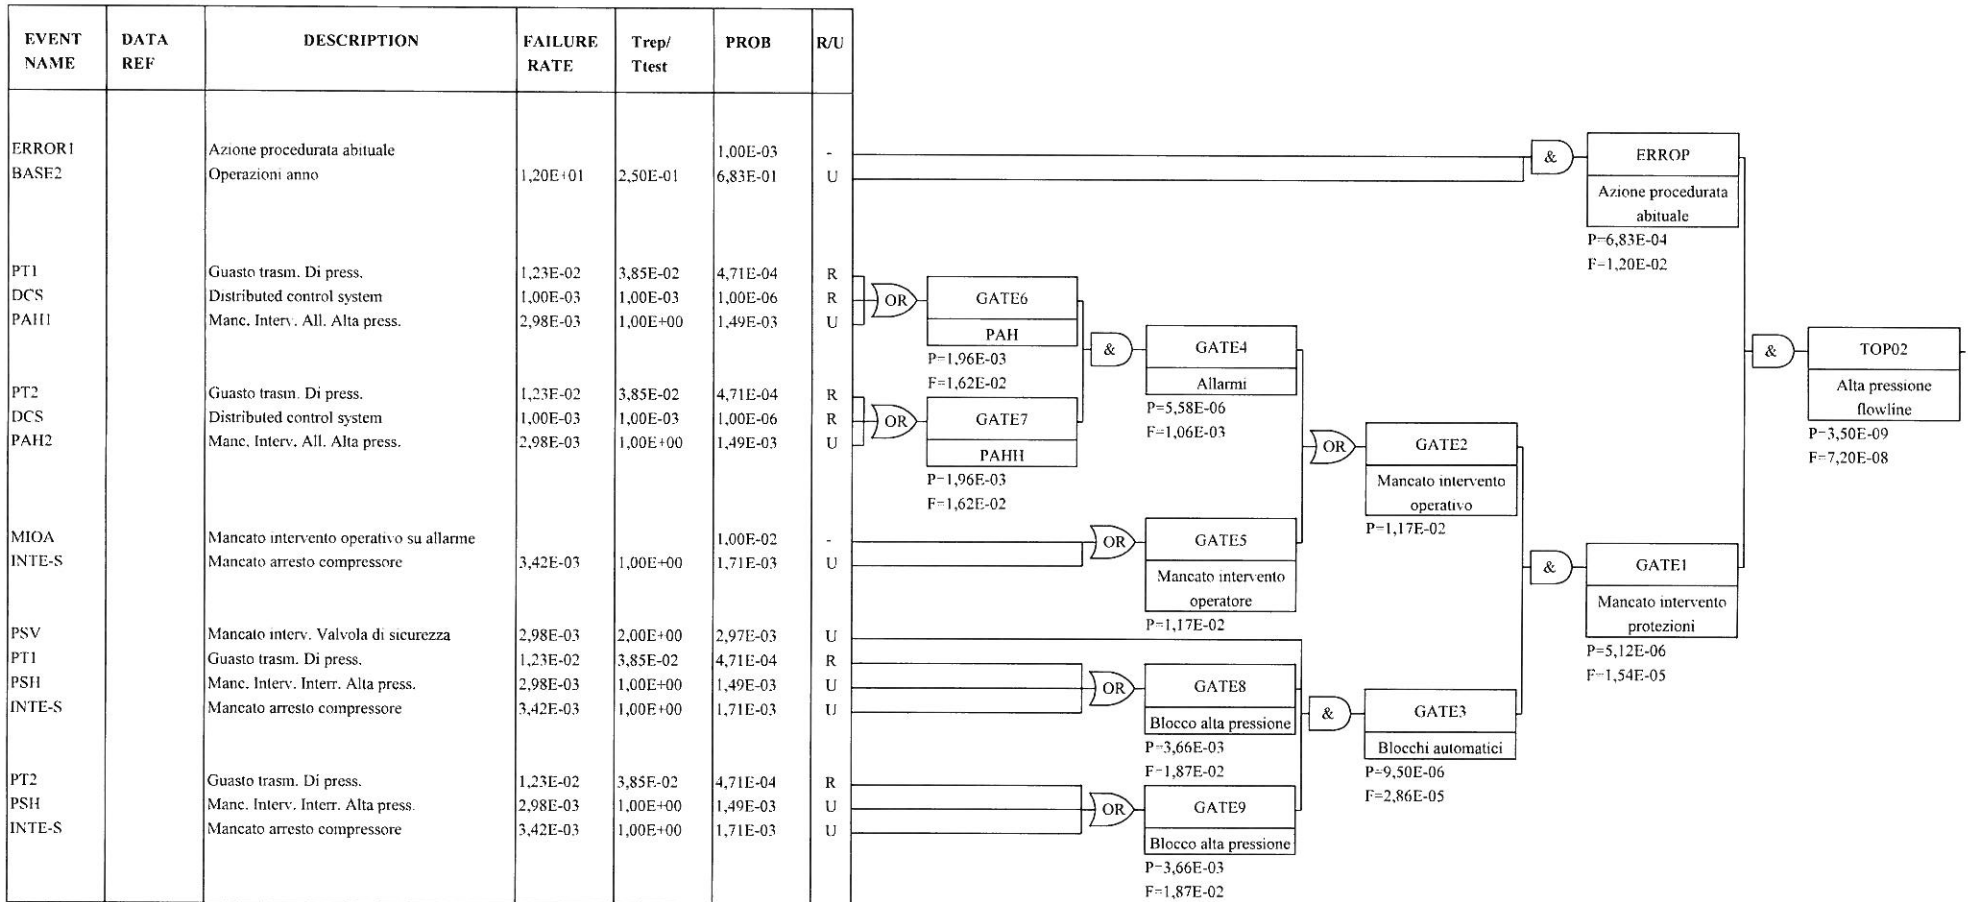 EVENT NAME DATA REF DESCRIPTION FAILURE RATE Trep/ Ttest PROB R/U
ERROR1 Azione procedurata abituale 1,00E-03 -
BASE2 Operazioni anno 1,20E+01 2,50E-01 6,83E-01 U
PT1 Guasto trasm. Di press. 1,23E-02 3,85E-02 4,71E-04 R
DCS Distributed control system 1,00E-03 1,00E-03 1,00E-06 R
PAH1 Manc. Interv. All. Alta press. 2,98E-03 1,00E+00 1,49E-03 U
PT2 Guasto trasm. Di press. 1,23E-02 3,85E-02 4,71E-04 R
DCS Distributed control system 1,00E-03 1,00E-03 1,00E-06 R
PAH2 Manc. Interv. All. Alta press. 2,98E-03 1,00E+00 1,49E-03 U
MIOA Mancato intervento operativo su allarme 1,00E-02 -
INTE-S Mancato arresto compressore 3,42E-03 1,00E+00 1,71E-03 U
PSV Mancato interv. Valvola di sicurezza 2,98E-03 2,00E+00 2,97E-03 U
PT1 Guasto trasm. Di press. 1,23E-02 3,85E-02 4,71E-04 R
PSH Manc. Interv. Interr. Alta press. 2,98E-03 1,00E+00 1,49E-03 U
INTE-S Mancato arresto compressore 3,42E-03 1,00E+00 1,71E-03 U
PT2 Guasto trasm. Di press. 1,23E-02 3,85E-02 4,71E-04 R
PSH Manc. Interv. Interr. Alta press. 2,98E-03 1,00E+00 1,49E-03 U
INTE-S Mancato arresto compressore 3,42E-03 1,00E+00 1,71E-03 U
OR
GATE6
PAH
P=1,96E-03
F=1,62E-02
OR
GATE7
PAHH
P=1,96E-03
F=1,62E-02
&
GATE4
Allarmi
P=5,58E-06
F=1,06E-03
OR
GATE5
Mancato intervento
operatore
P=1,17E-02
OR
GATE8
Blocco alta pressione
P=3,66E-03
F=1,87E-02
OR
GATE9
Blocco alta pressione
P=3,66E-03
F=1,87E-02
OR
GATE2
Mancato intervento
operativo
P=1,17E-02
&
GATE3
Blocchi automatici
P=9,50E-06
F=2,86E-05
&
ERROP
Azione procedurata
abituale
P=6,83E-04
F=1,20E-02
&
GATE1
Mancato intervento
protezioni
P=5,12E-06
F=1,54E-05
&
TOP02
Alta pressione
flowline
P=3,50E-09
F=7,20E-08